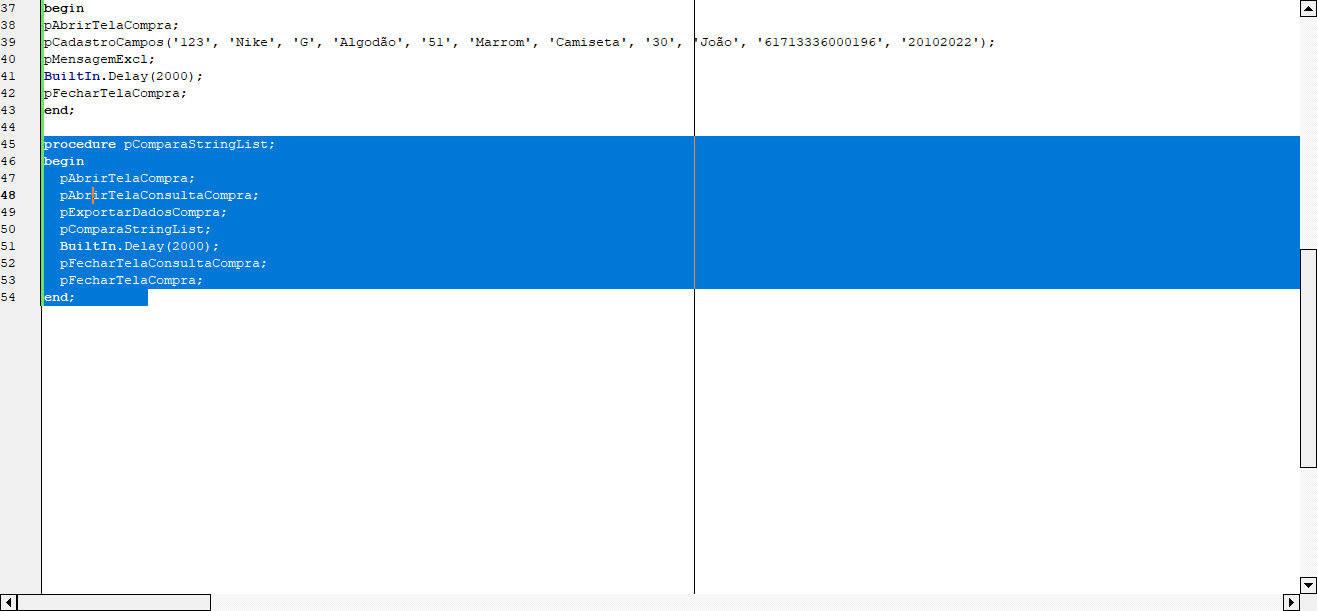 37 begin
38 pAbrirTelaCompra;
39 pCadastroCampos('123', 'Nike', 'G', 'Algodão', '51', 'Marrom', 'Camiseta', '30', 'João', '61713336000196', '20102022');
40 pMensagemExcl;
41 BuiltIn.Delay(2000);
42 pFecharTelaCompra;
43 end;
44
45 procedure pComparaStringList;
46 begin
47 pAbrirTelaCompra;
48 pAbrirTelaConsultaCompra;
49 pExportarDadosCompra;
50 pComparaStringList;
51 BuiltIn.Delay(2000);
52 pFecharTelaConsultaCompra;
53 pFecharTelaCompra;
54 end;